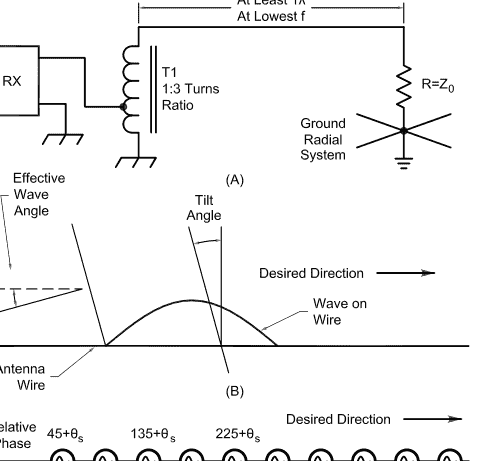 At Least 1λ
At Lowest f
RX
T1
1:3 Turns
Ratio
R=Z₀
Ground
Radial
System
(A)
Effective
Wave
Angle
Tilt
Angle
Desired Direction
Wave on
Wire
Antenna
Wire
(B)
Desired Direction
elative
Phase
45+θₛ
135+θₛ
225+θₛ